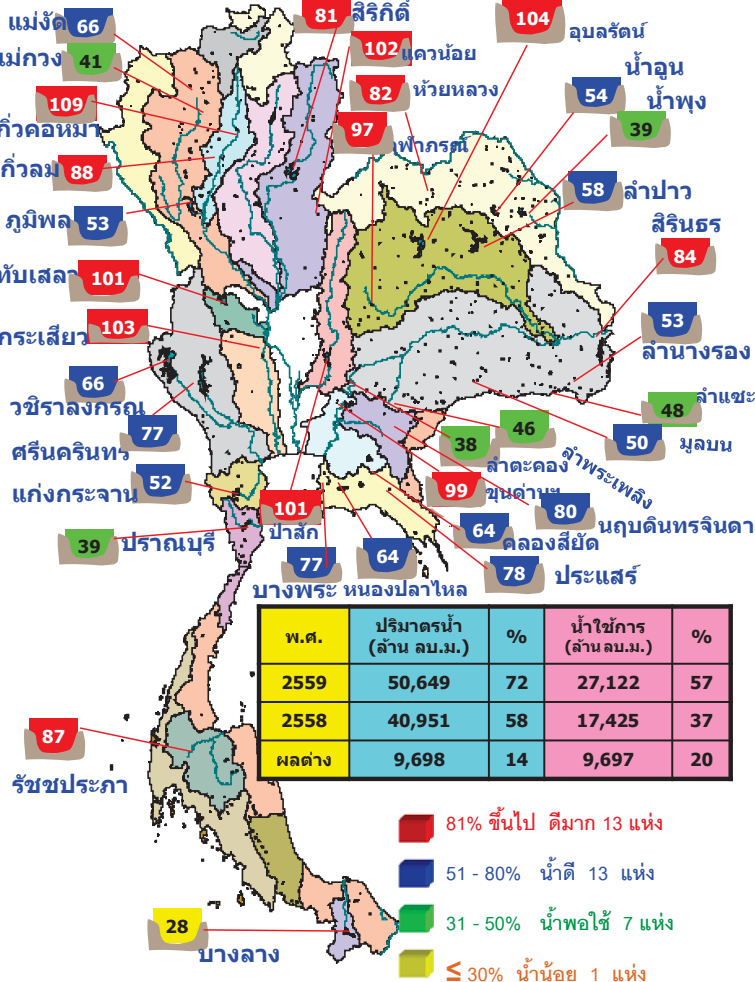 แม่งัด 66
แม่กวง 41
109
กิ่วคอหมา
กิ่วลม 88
ภูมิพล 53
ทับเสลา 101
กระเสียว 103
66
วชิราลงกรณ
77
ศรีนครินทร์
แก่งกระจาน 52
39 ปราณบุรี
81 สิริกิติ์
102 แควน้อย
82 ห้วยหลวง
97
104 อุบลรัตน์
54 น้ำอูน
น้ำพุง
39
58 ลำปาว
สิรินธร
84
53
ลำนางรอง
48 ลำแซะ
50 มูลบน
46
ลำพระเพลิง
38
ลำตะคอง
99
80 นฤบดินทรจินดา
64
คลองสียัด
78 ประแสร์
64
หนองปลาไหล
77
บางพระ
101
ป่าสัก
พ.ศ. ปริมาตรน้ำ (ล้าน ลบ.ม.) % น้ำใช้การ (ล้าน ลบ.ม.) %
2559 50,649 72 27,122 57
2558 40,951 58 17,425 37
ผลต่าง 9,698 14 9,697 20
87
รัชชประภา
28
บางลาง
81% ขึ้นไป ดีมาก 13 แห่ง
51 - 80% น้ำดี 13 แห่ง
31 - 50% น้ำพอใช้ 7 แห่ง
≤ 30% น้ำน้อย 1 แห่ง